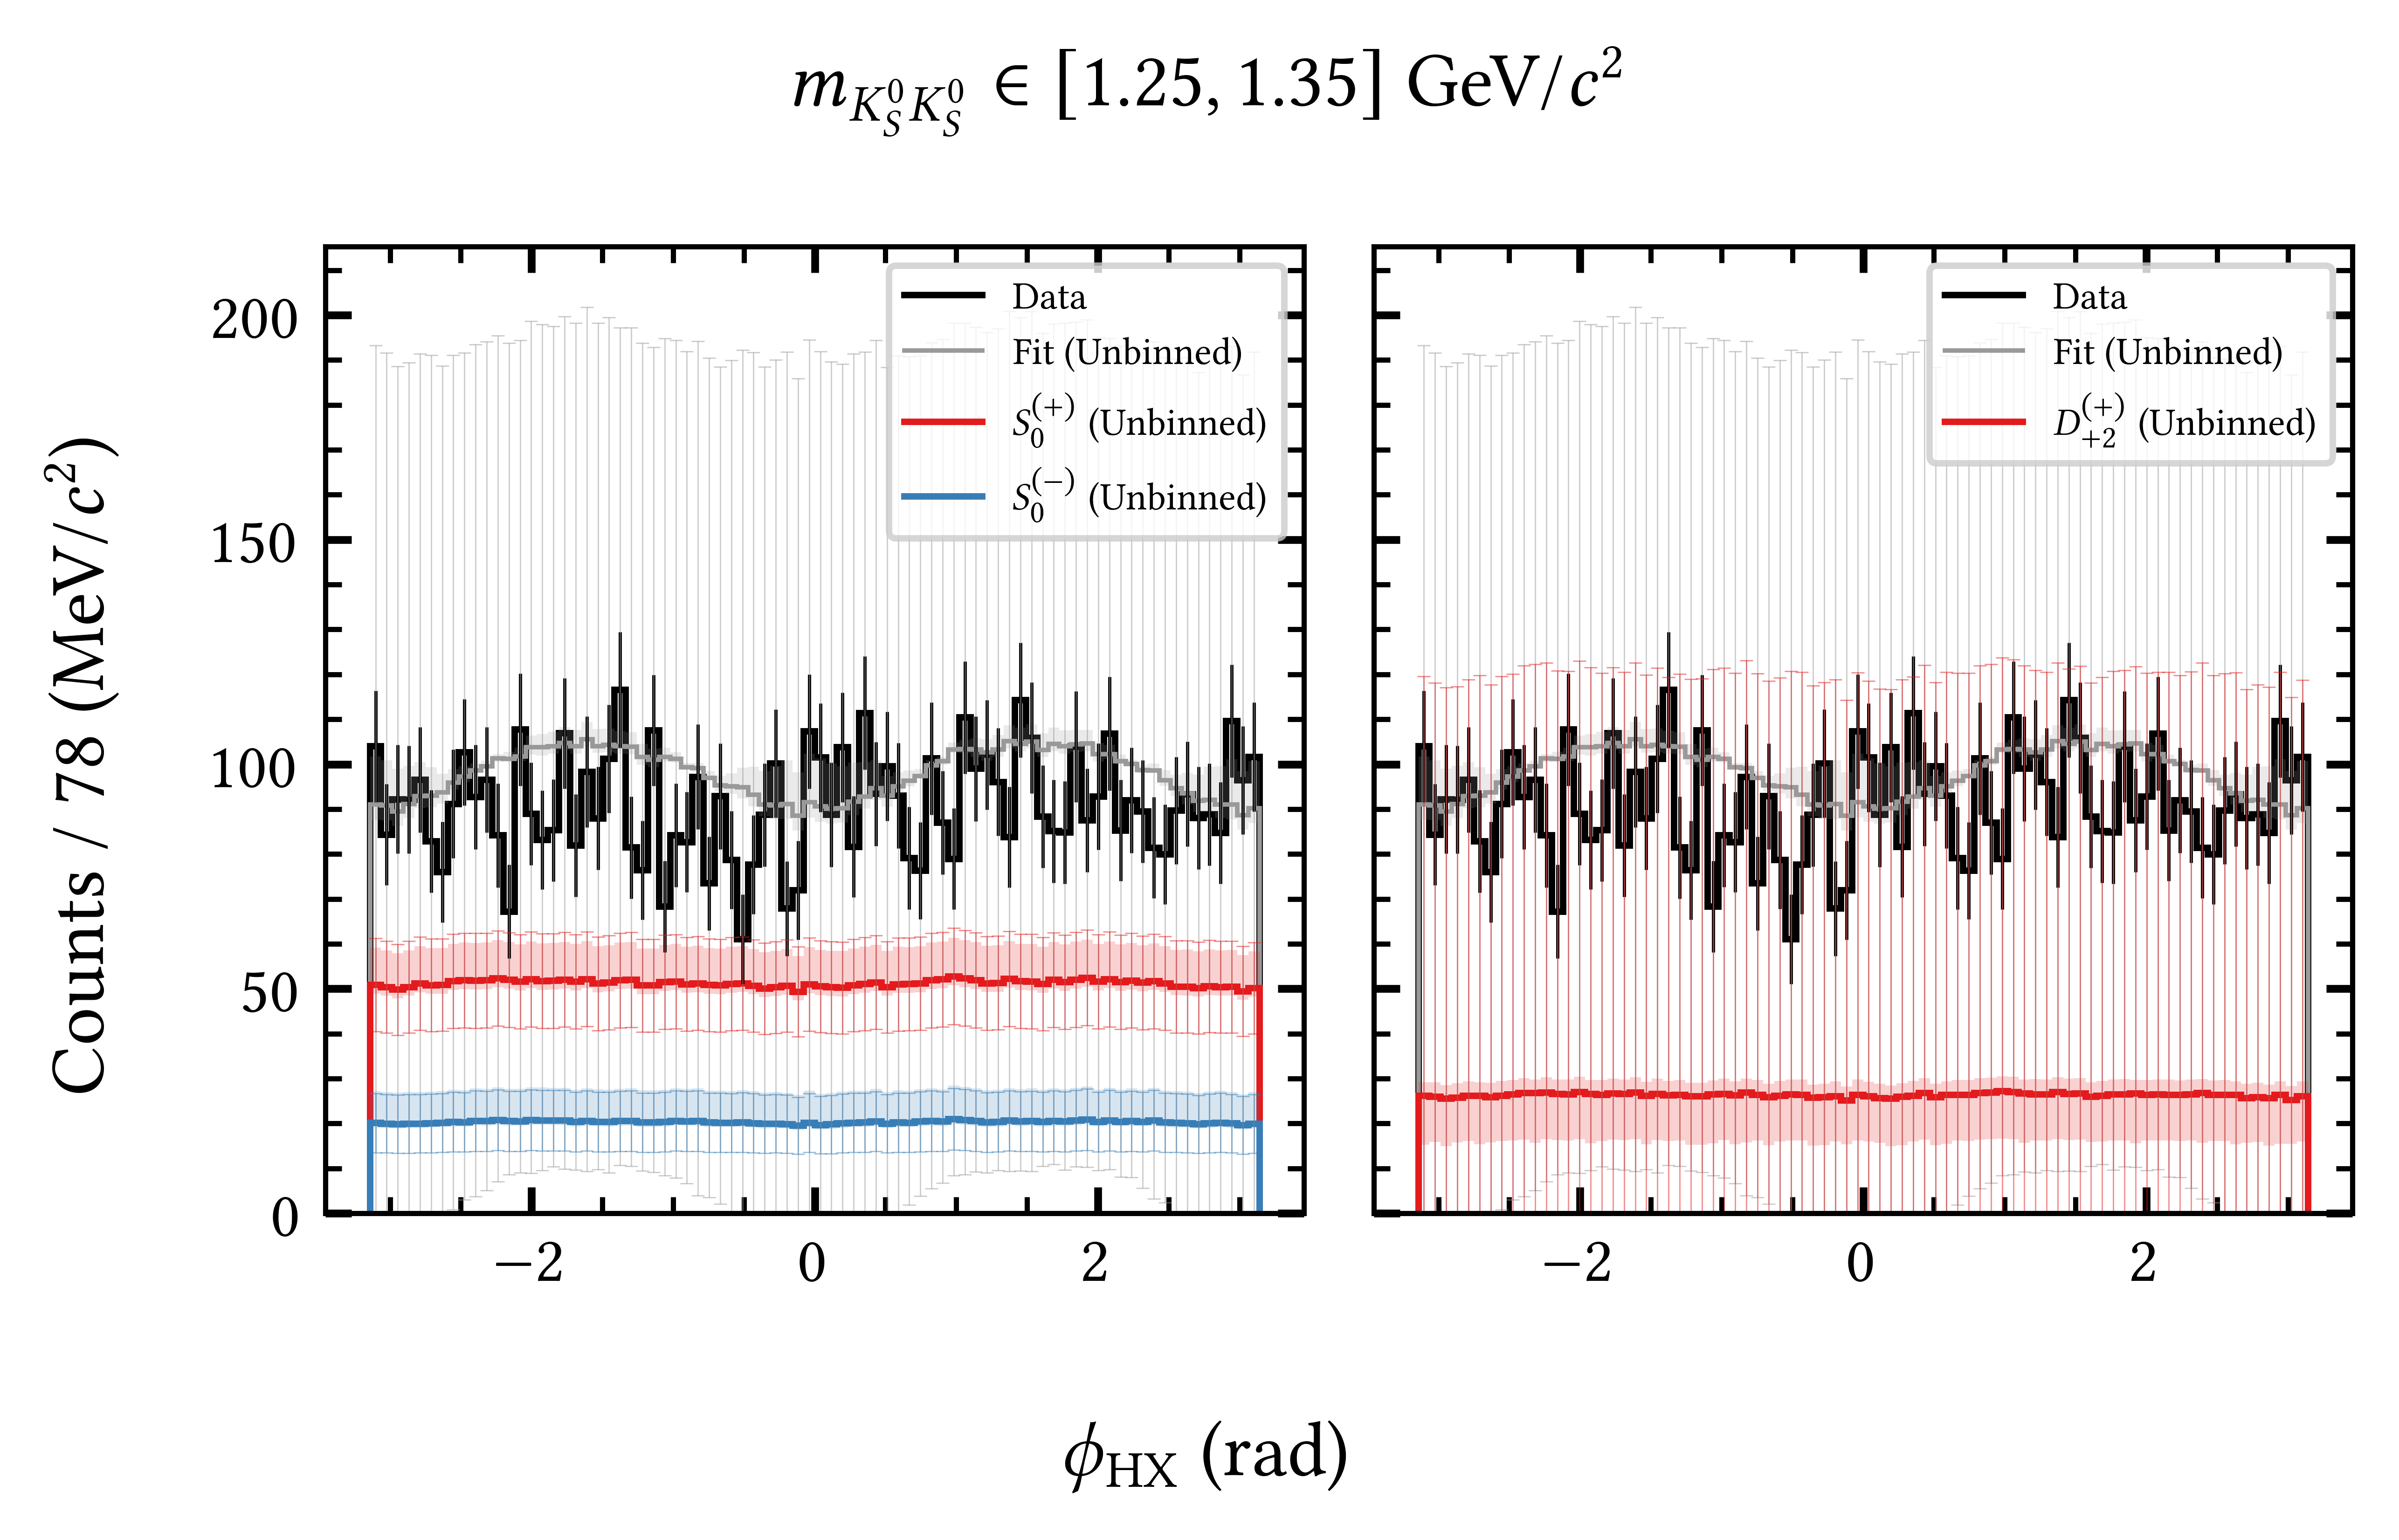 m_{K_S^0 K_S^0} ∈ [1.25, 1.35] GeV/c²
Counts / 78 (MeV/c²)
200
150
100
50
0
Data
Fit (Unbinned)
S_0^{(+)} (Unbinned)
S_0^{(−)} (Unbinned)
−2
0
2
Data
Fit (Unbinned)
D_{+2}^{(+)} (Unbinned)
−2
0
2
ϕ_{HX} (rad)